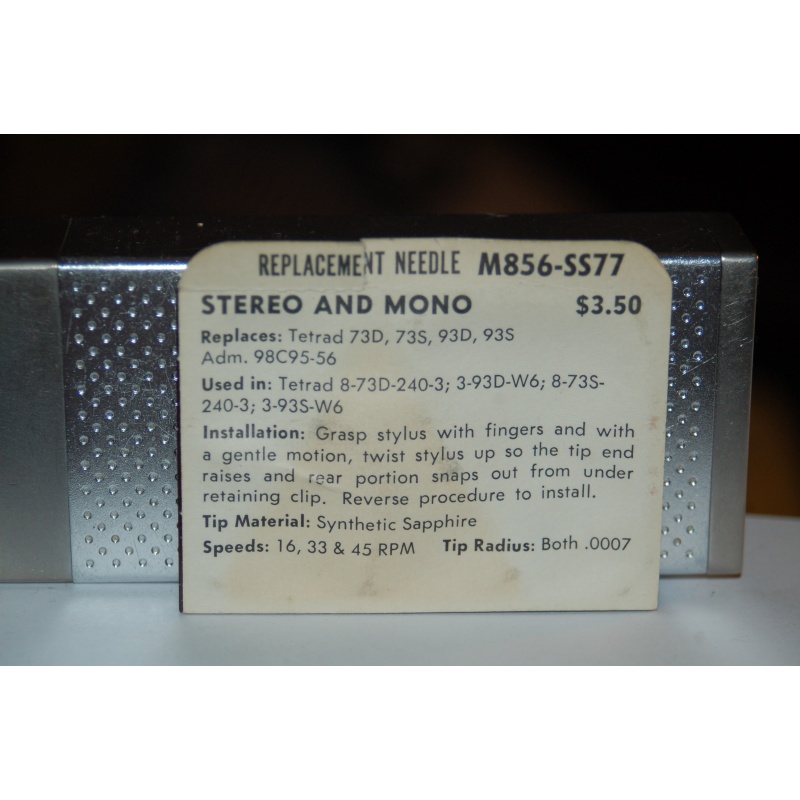 REPLACEMENT NEEDLE M856-SS77
STEREO AND MONO $3.50
Replaces: Tetrad 73D, 73S, 93D, 93S
Adm. 98C95-56
Used in: Tetrad 8-73D-240-3; 3-93D-W6; 8-73S-
240-3; 3-93S-W6
Installation: Grasp stylus with fingers and with
a gentle motion, twist stylus up so the tip end
raises and rear portion snaps out from under
retaining clip. Reverse procedure to install.
Tip Material: Synthetic Sapphire
Speeds: 16, 33 & 45 RPM Tip Radius: Both .0007